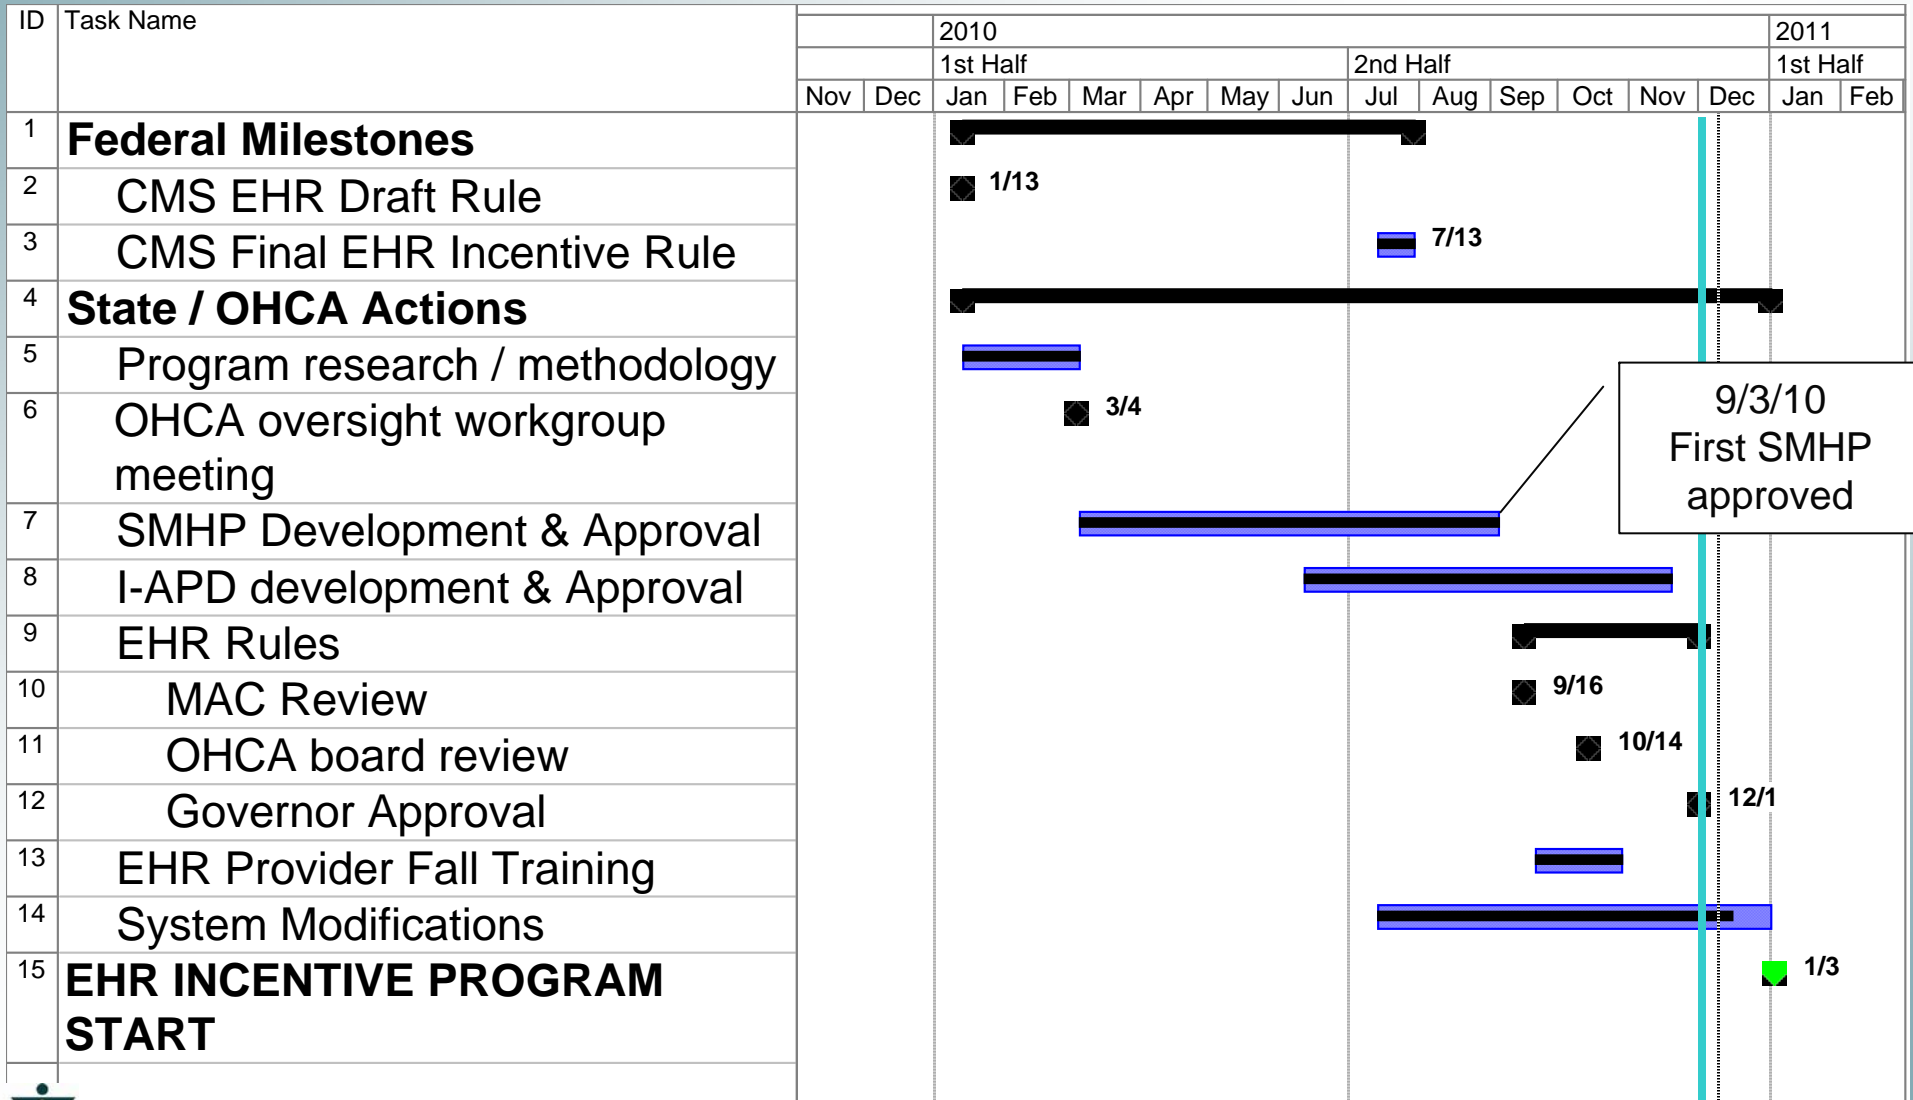 ID Task Name
2010 2011
1st Half 2nd Half 1st Half
Nov Dec Jan Feb Mar Apr May Jun Jul Aug Sep Oct Nov Dec Jan Feb
1 Federal Milestones
2 CMS EHR Draft Rule 1/13
3 CMS Final EHR Incentive Rule 7/13
4 State / OHCA Actions
5 Program research / methodology
6 OHCA oversight workgroup 3/4
meeting
9/3/10
First SMHP
approved
7 SMHP Development & Approval
8 I-APD development & Approval
9 EHR Rules
10 MAC Review 9/16
11 OHCA board review 10/14
12 Governor Approval 12/1
13 EHR Provider Fall Training
14 System Modifications
15 EHR INCENTIVE PROGRAM 1/3
START